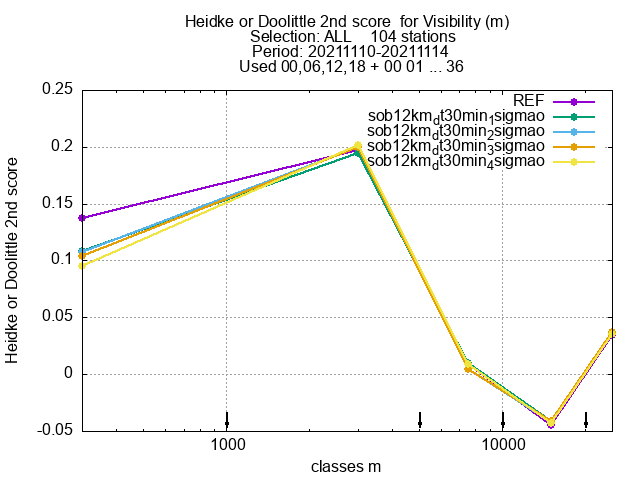 Heidke or Doolittle 2nd score  for Visibility (m)
Selection: ALL    104 stations
Period: 20211110-20211114
Used 00,06,12,18 + 00 01 ... 36
REF
sob12km_dt30min_1sigmao
sob12km_dt30min_2sigmao
sob12km_dt30min_3sigmao
sob12km_dt30min_4sigmao
0.25
0.2
0.15
0.1
0.05
0
-0.05
Heidke or Doolittle 2nd score
1000
10000
classes m